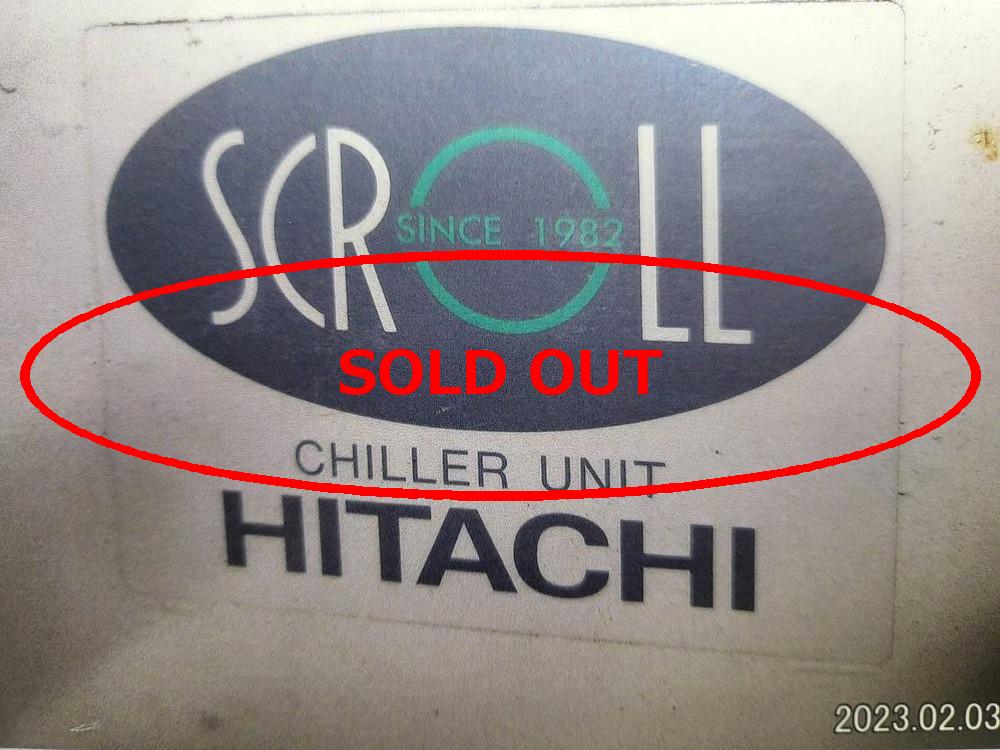 SCROLL
SINCE 1982
SOLD OUT
CHILLER UNIT
HITACHI
2023.02.03